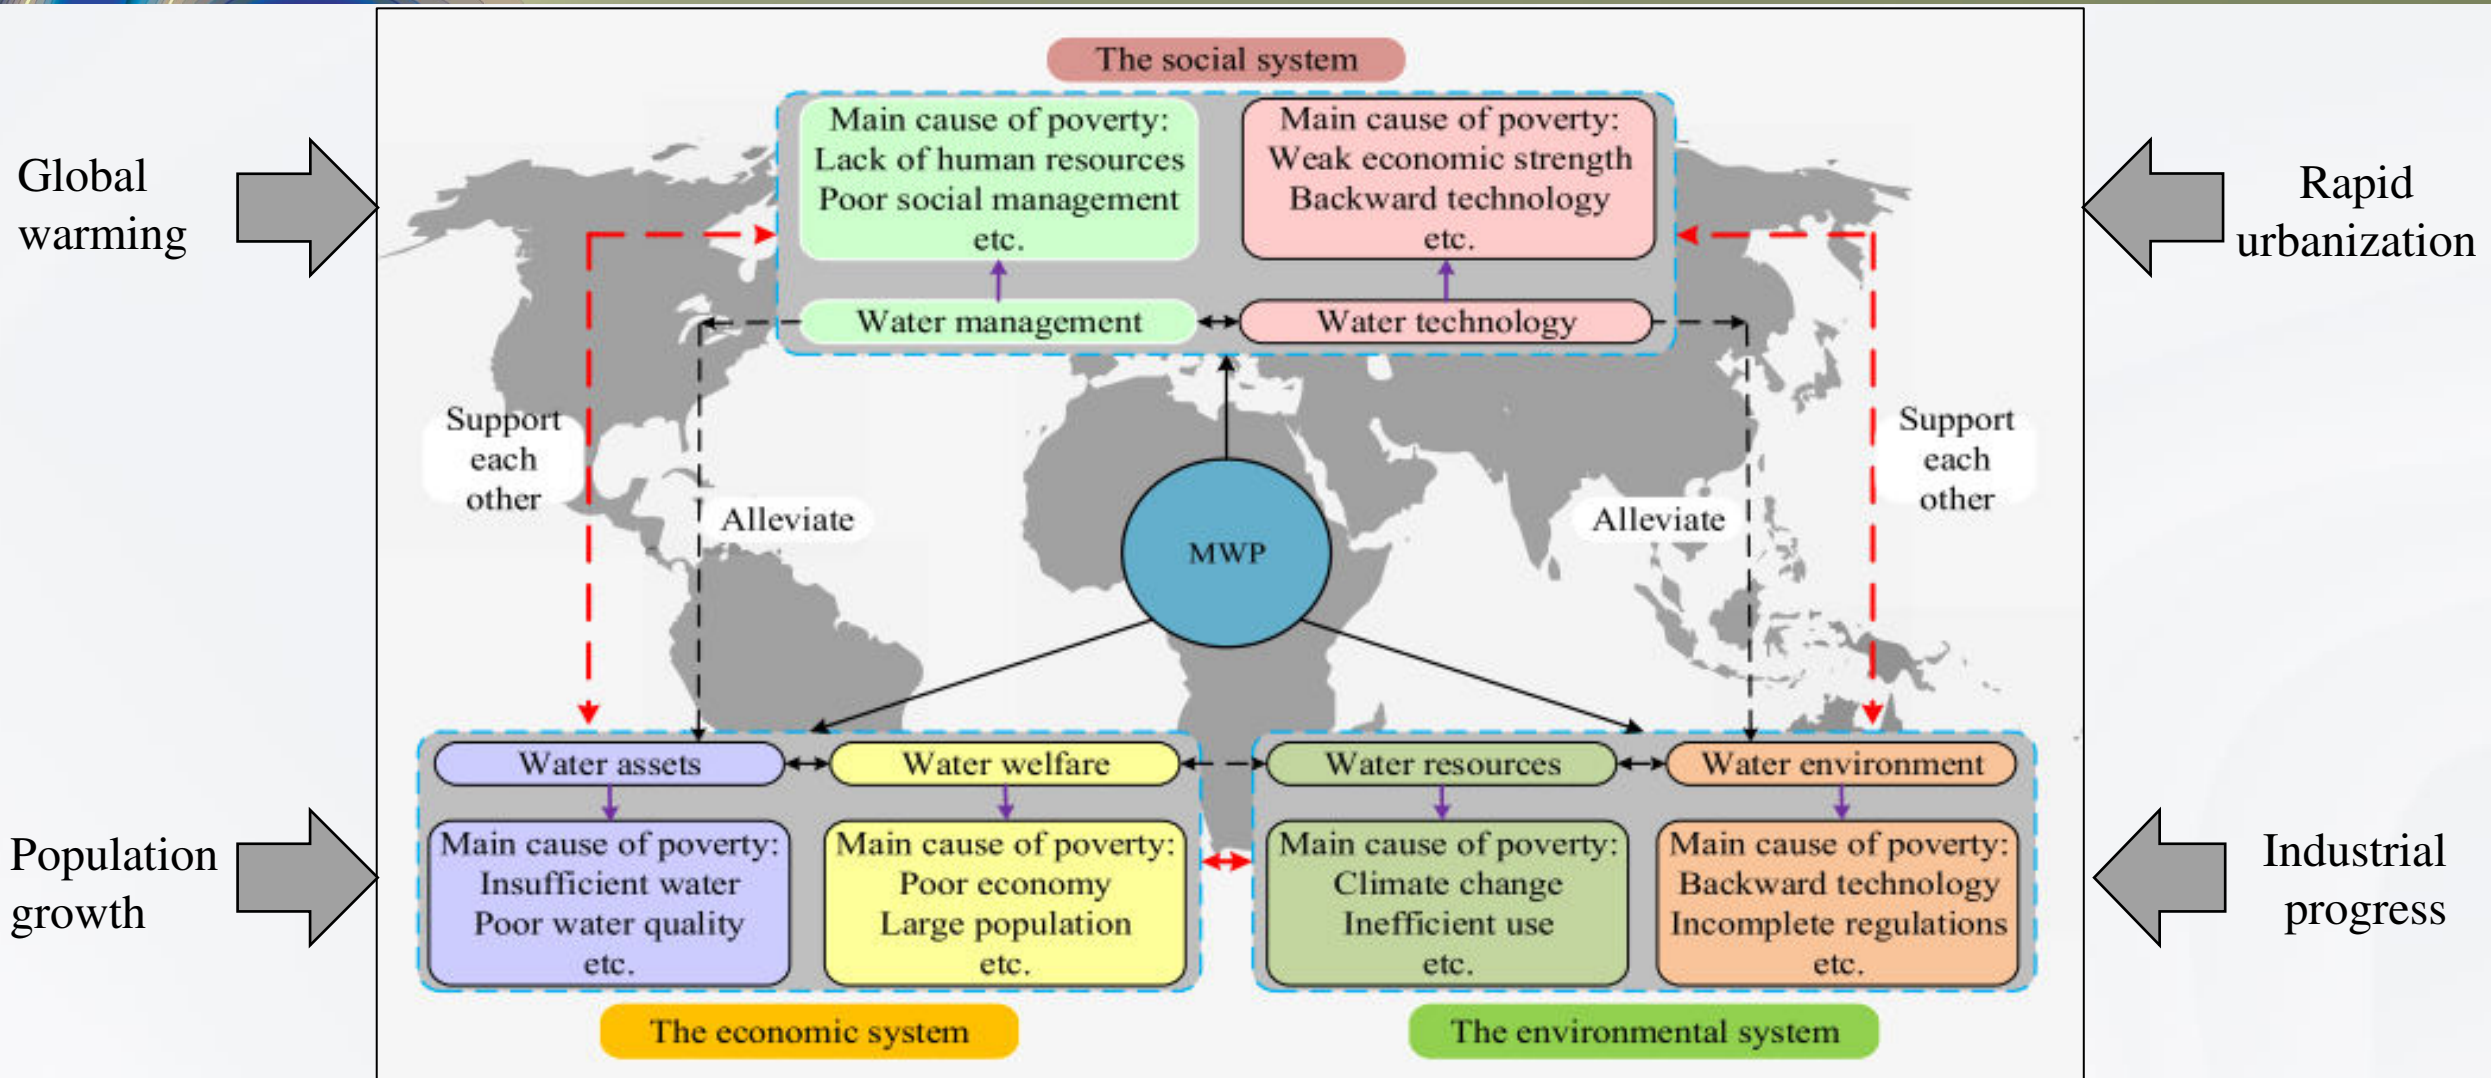 The social system
Main cause of poverty:
Lack of human resources
Poor social management
etc.
Main cause of poverty:
Weak economic strength
Backward technology
etc.
Water management
Water technology
Global
warming
Rapid
urbanization
Support
each
other
Alleviate
MWP
Alleviate
Support
each
other
Population
growth
Industrial
progress
Water assets
Water welfare
Water resources
Water environment
Main cause of poverty:
Insufficient water
Poor water quality
etc.
Main cause of poverty:
Poor economy
Large population
etc.
Main cause of poverty:
Climate change
Inefficient use
etc.
Main cause of poverty:
Backward technology
Incomplete regulations
etc.
The economic system
The environmental system